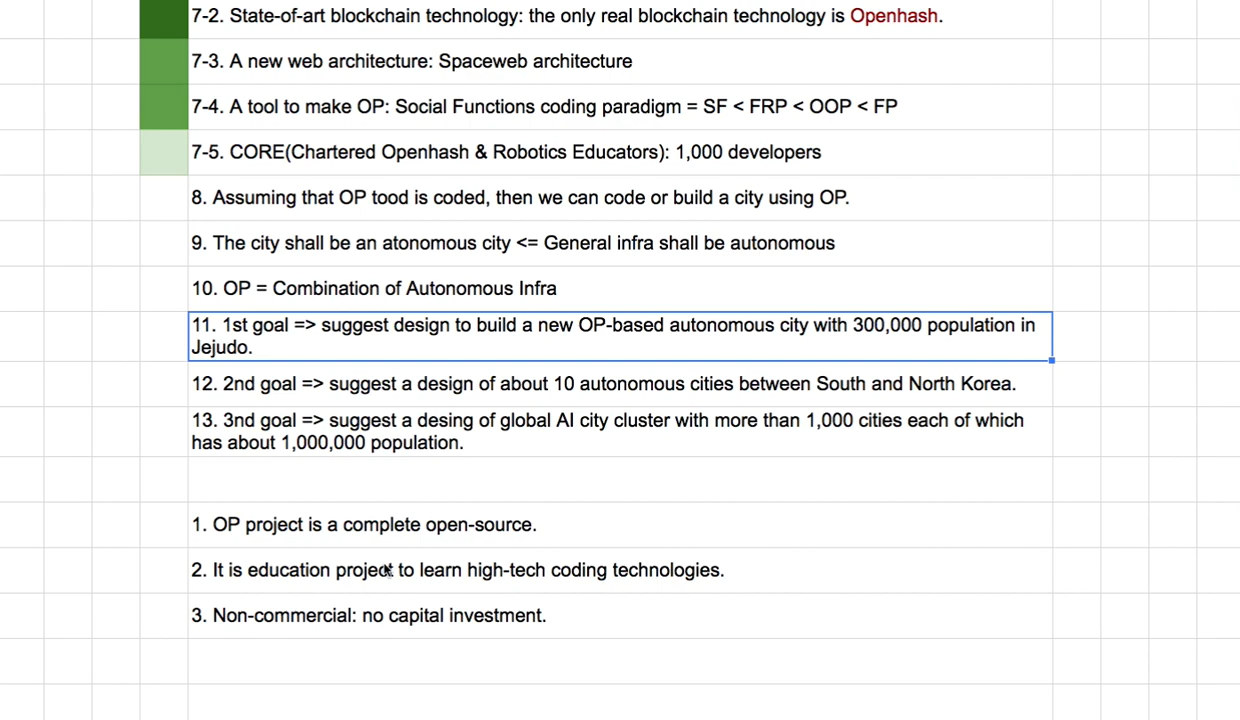 7-2. State-of-art blockchain technology: the only real blockchain technology is Openhash.
7-3. A new web architecture: Spaceweb architecture
7-4. A tool to make OP: Social Functions coding paradigm = SF < FRP < OOP < FP
7-5. CORE(Chartered Openhash & Robotics Educators): 1,000 developers
8. Assuming that OP tood is coded, then we can code or build a city using OP.
9. The city shall be an atonomous city <= General infra shall be autonomous
10. OP = Combination of Autonomous Infra
11. 1st goal => suggest design to build a new OP-based autonomous city with 300,000 population in
Jejudo.
12. 2nd goal => suggest a design of about 10 autonomous cities between South and North Korea.
13. 3nd goal => suggest a desing of global AI city cluster with more than 1,000 cities each of which
has about 1,000,000 population.
1. OP project is a complete open-source.
2. It is education project to learn high-tech coding technologies.
3. Non-commercial: no capital investment.